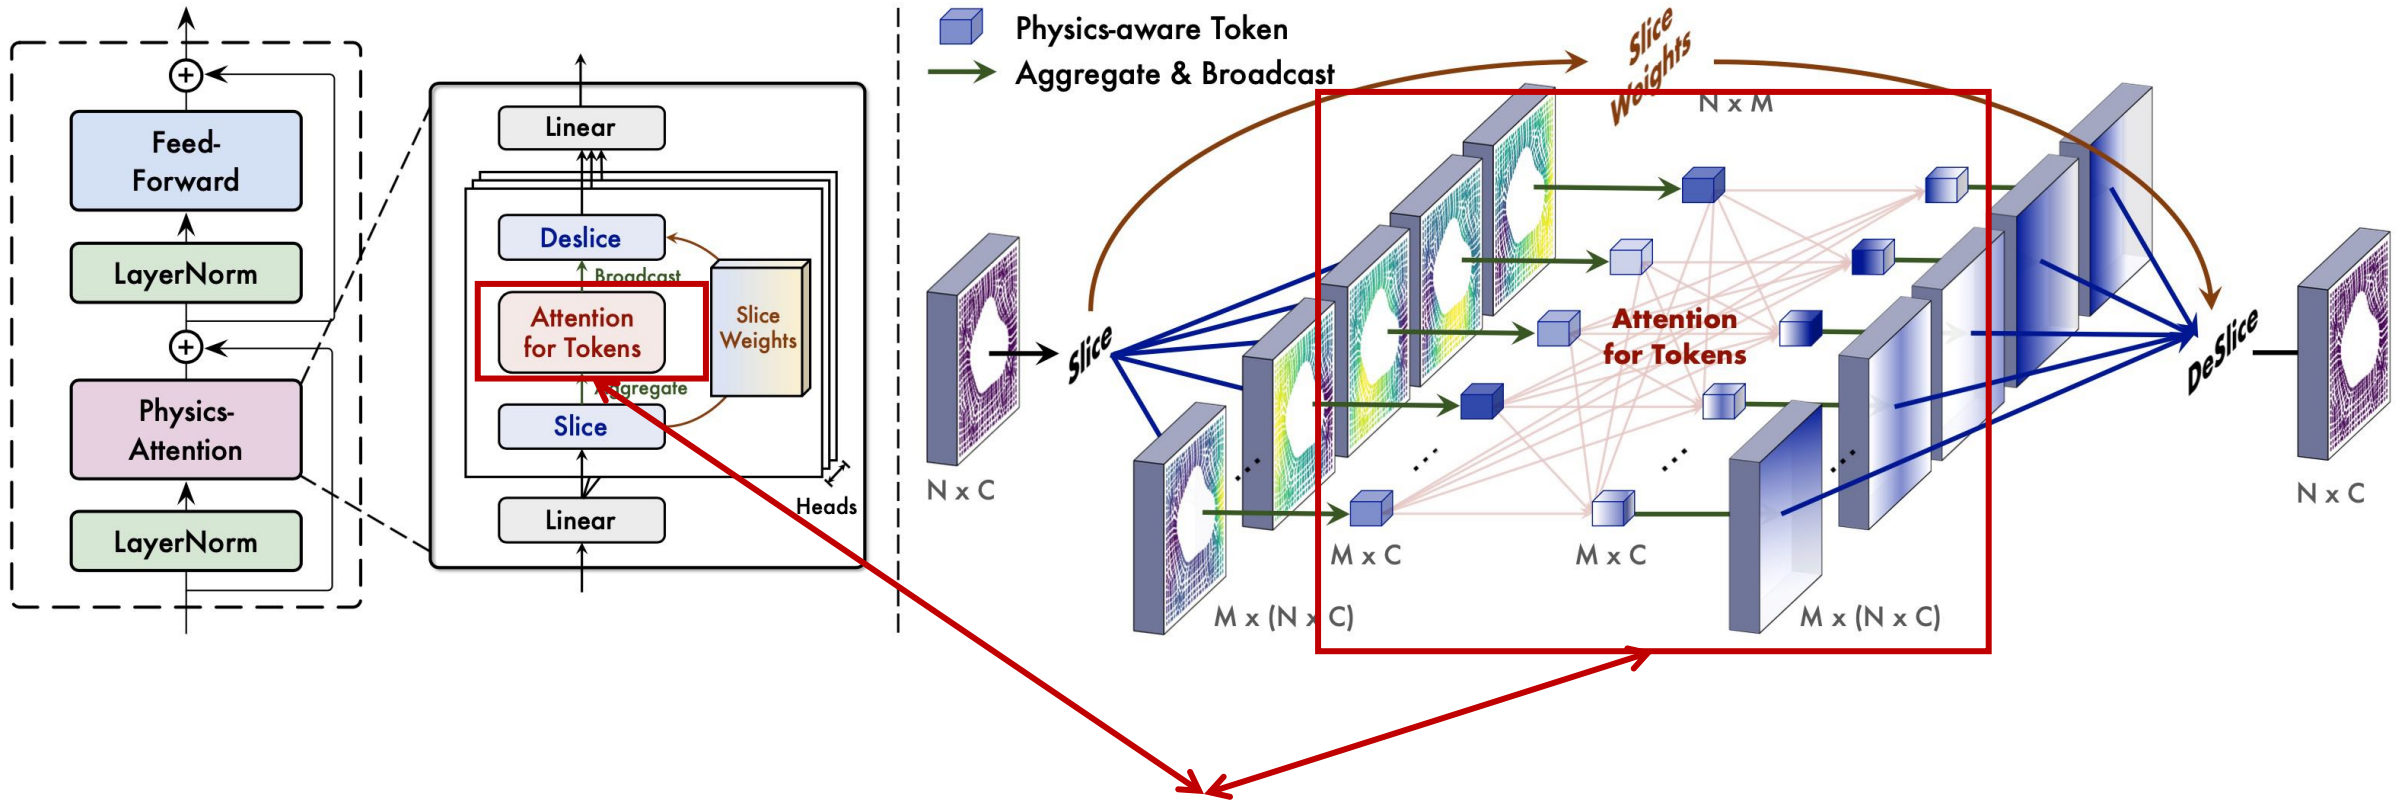 Feed-
Forward
LayerNorm
Physics-
Attention
LayerNorm
Linear
Deslice
Broadcast
Attention
for Tokens
Slice
Weights
Aggregate
Slice
Heads
Linear
Physics-aware Token
Aggregate & Broadcast
Slice
Weights
N x M
N x C
Slice
Attention
for Tokens
M x (N x C)
M x C
M x C
M x (N x C)
DeSlice
N x C